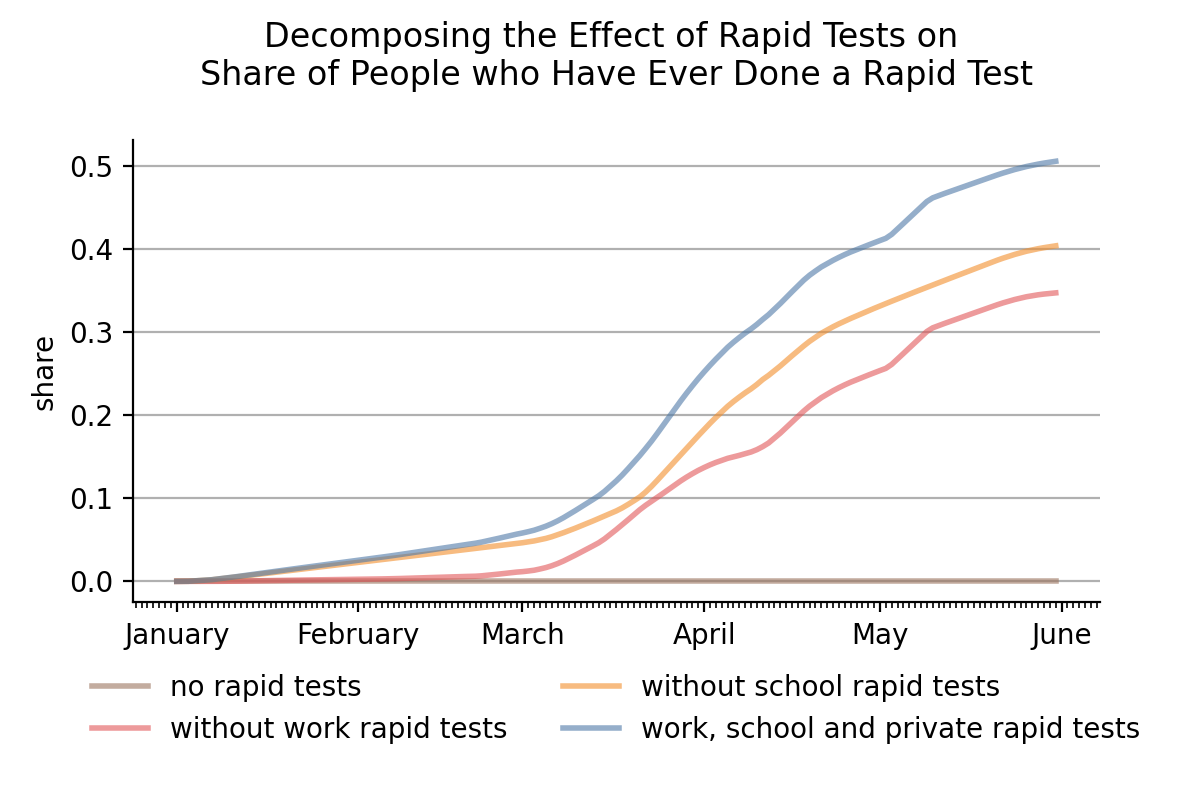 Decomposing the Effect of Rapid Tests on
Share of People who Have Ever Done a Rapid Test
share
0.5
0.4
0.3
0.2
0.1
0.0
January February March April May June
no rapid tests
without work rapid tests
without school rapid tests
work, school and private rapid tests